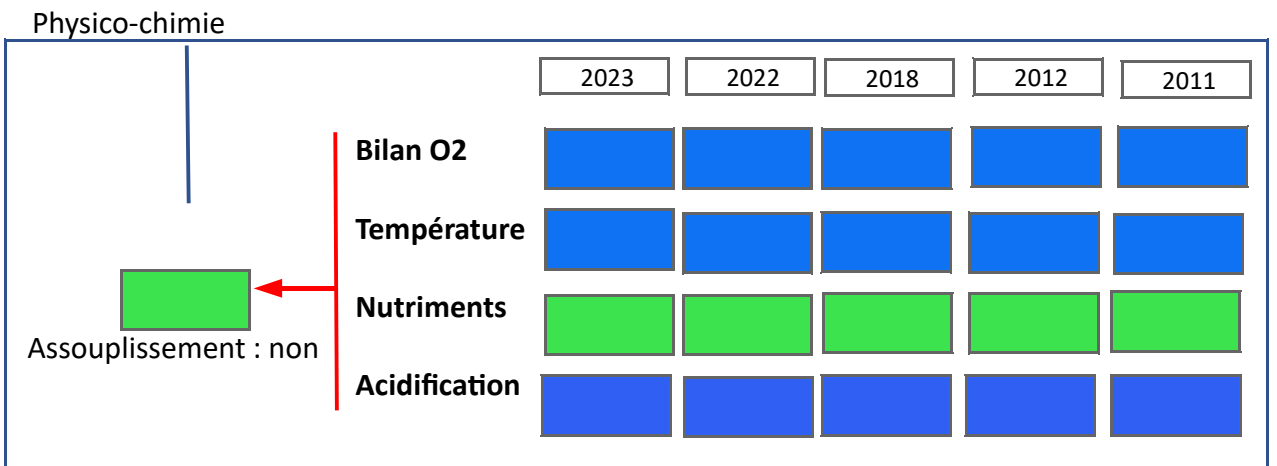 Physico-chimie
2023 2022 2018 2012 2011
Bilan O2
Température
Nutriments
Assouplissement : non
Acidification